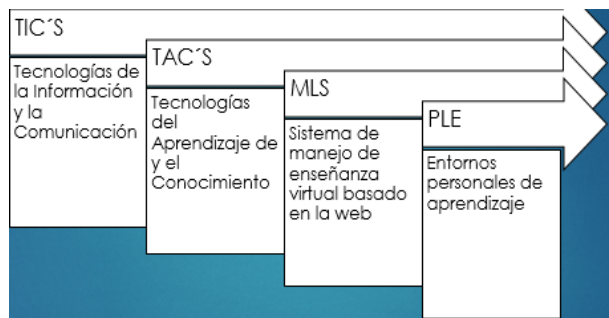 TIC´S
Tecnologías de
la Información
y la
Comunicación
TAC´S
Tecnologías
del
Aprendizaje de
y el
Conocimiento
MLS
Sistema de
manejo de
enseñanza
virtual basado
en la web
PLE
Entornos
personales de
aprendizaje